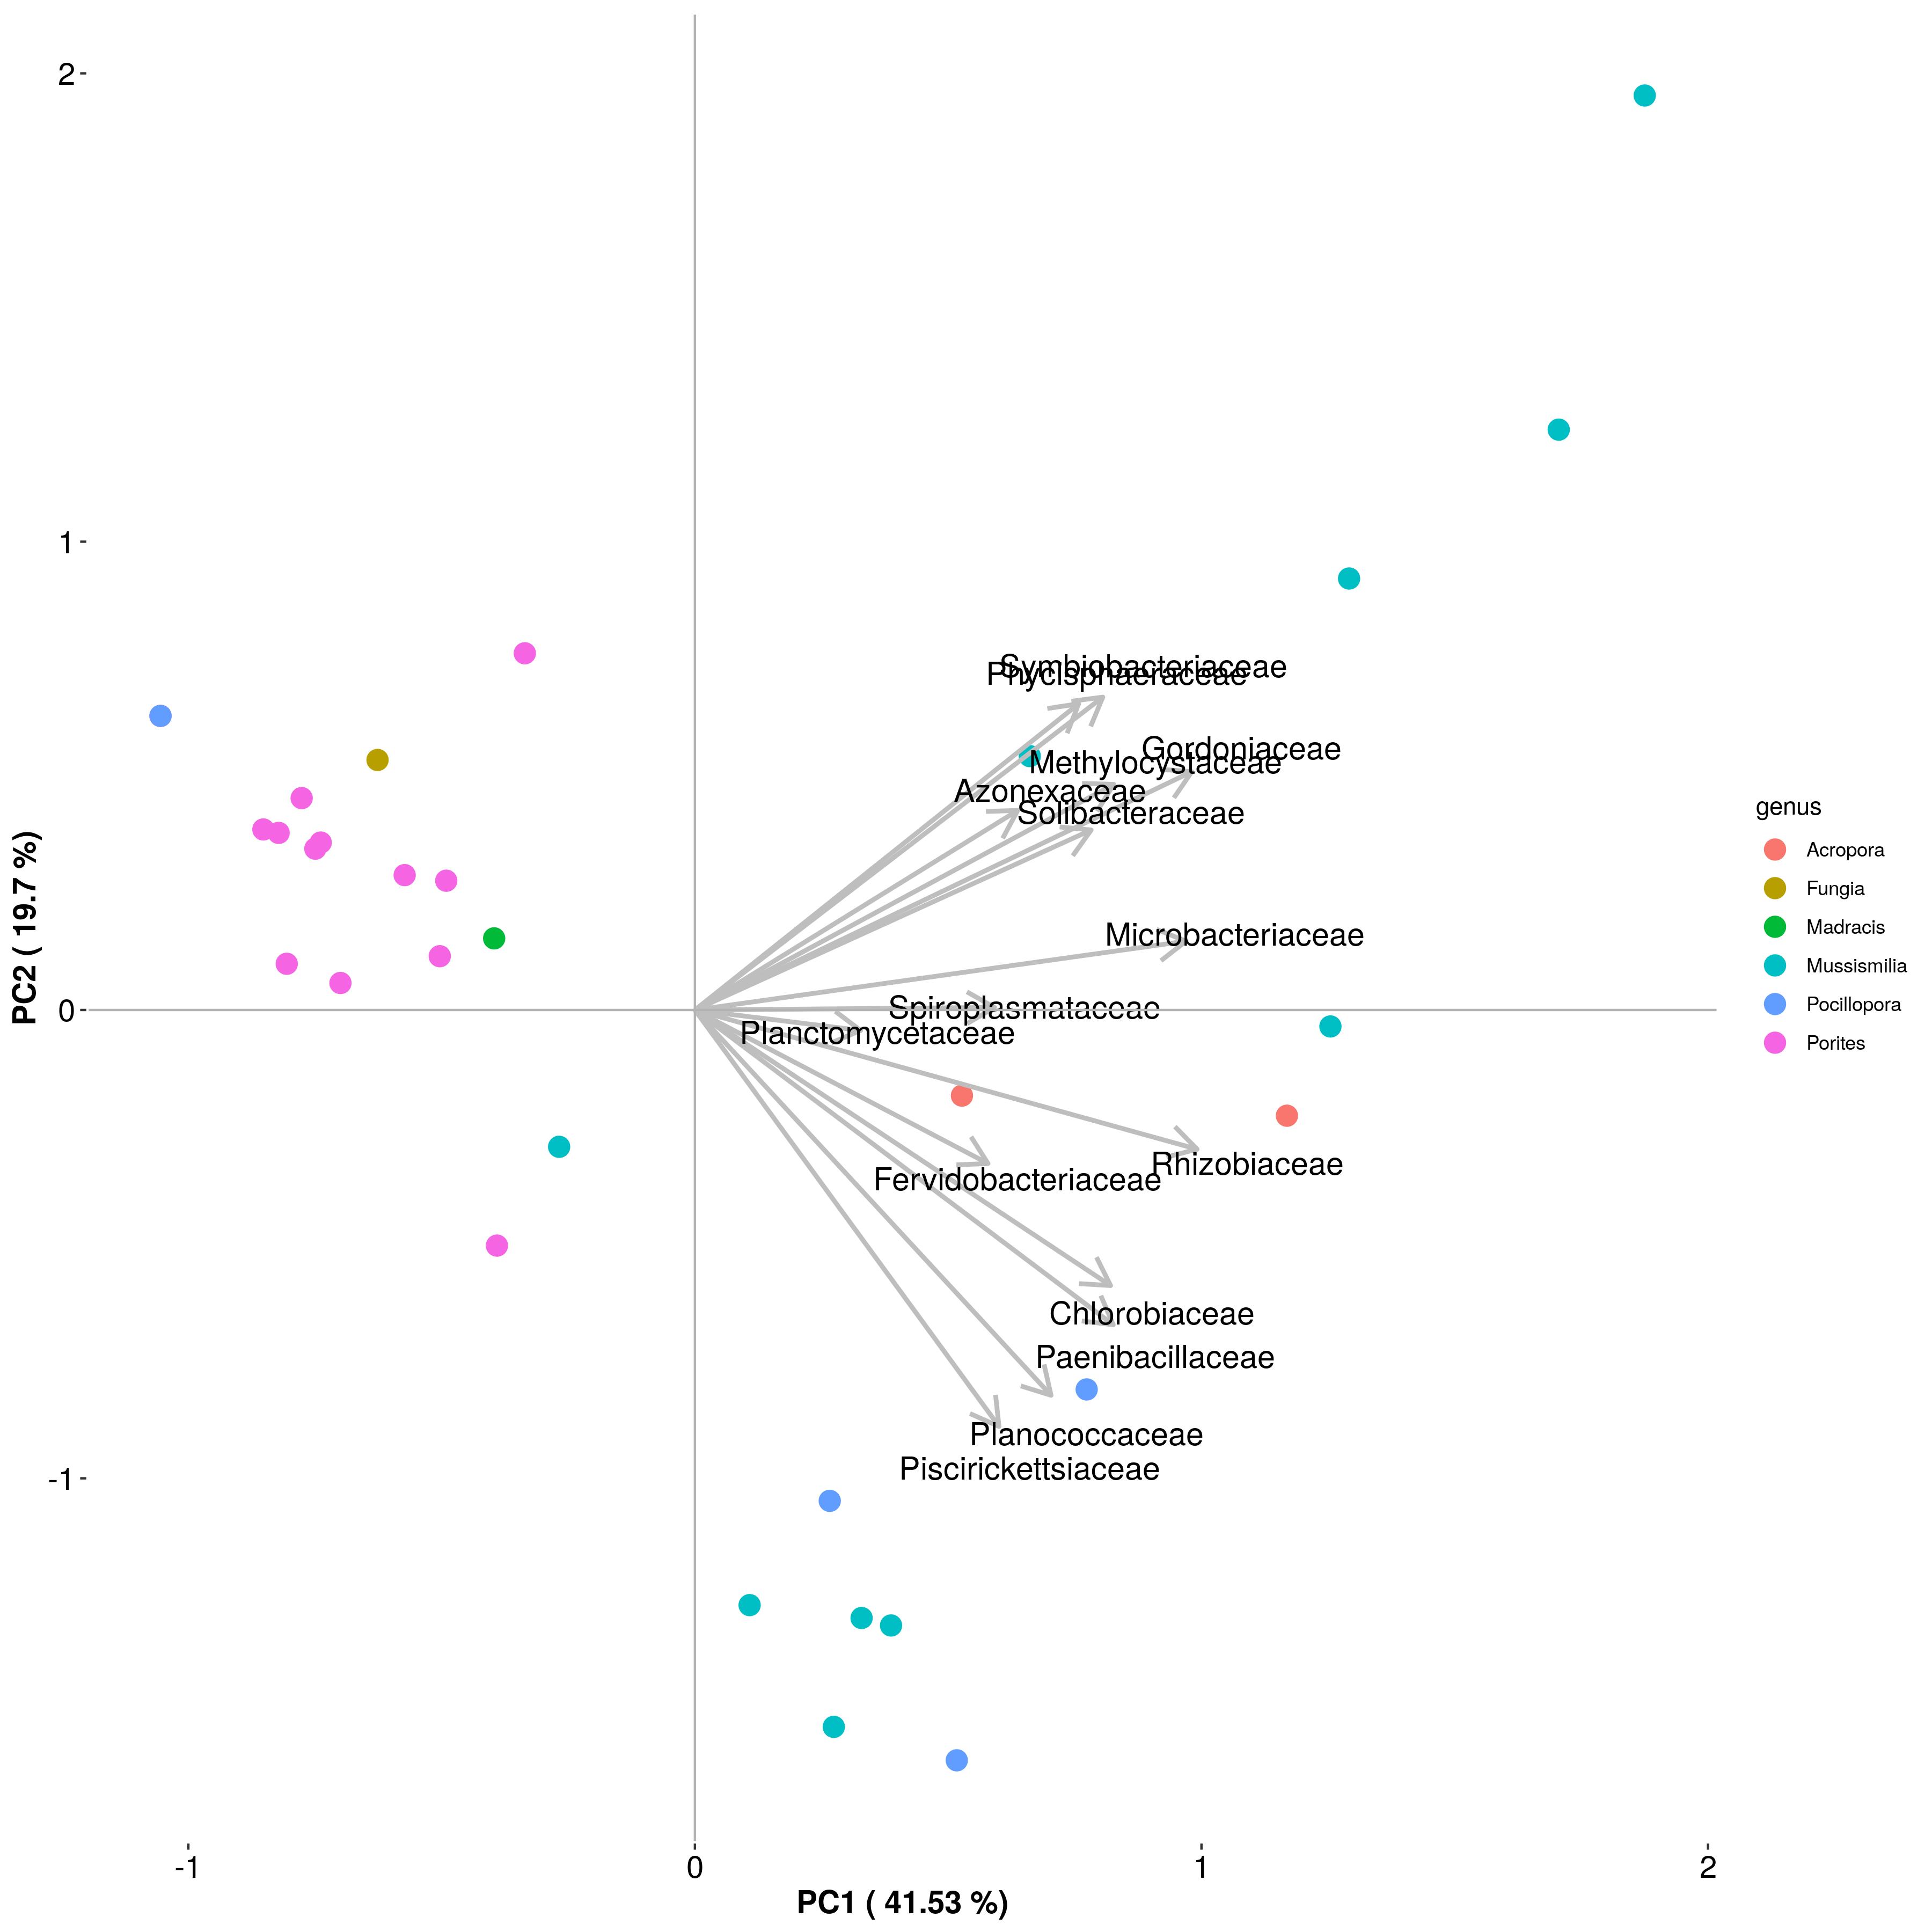 2
1
0
-1
PC2 ( 19.7 %)
Symbiobacteriaceae
Phycisphaeraceae
Gordoniaceae
Methylocystaceae
Azonexaceae
Solibacteraceae
Microbacteriaceae
Spiroplasmataceae
Planctomycetaceae
Rhizobiaceae
Fervidobacteriaceae
Chlorobiaceae
Paenibacillaceae
Planococcaceae
Piscirickettsiaceae
-1
0
1
2
PC1 ( 41.53 %)
genus
Acropora
Fungia
Madracis
Mussismilia
Pocillopora
Porites